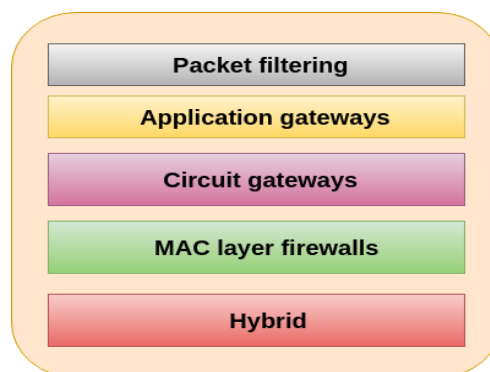 Packet filtering
Application gateways
Circuit gateways
MAC layer firewalls
Hybrid